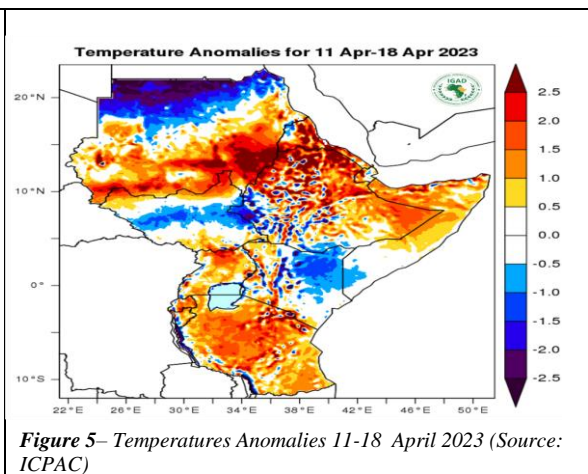 Temperature Anomalies for 11 Apr-18 Apr 2023
IGAD
20°N
10°N
0°
10°S
22°E 26°E 30°E 34°E 38°E 42°E 46°E 50°E
2.5
2.0
1.5
1.0
0.5
0.0
-0.5
-1.0
-1.5
-2.0
-2.5
Figure 5– Temperatures Anomalies 11-18 April 2023 (Source:
ICPAC)